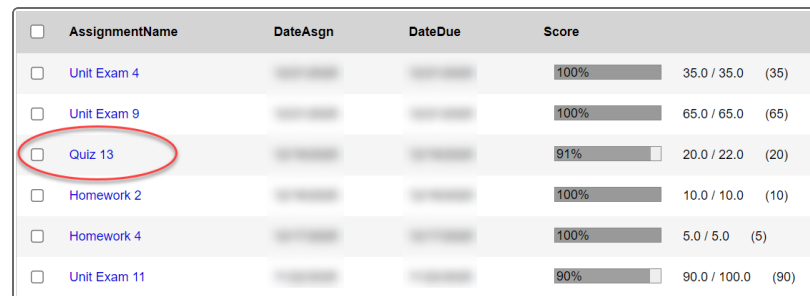 AssignmentName DateAsgn DateDue Score
Unit Exam 4 100% 35.0 / 35.0 (35)
Unit Exam 9 100% 65.0 / 65.0 (65)
Quiz 13 91% 20.0 / 22.0 (20)
Homework 2 100% 10.0 / 10.0 (10)
Homework 4 100% 5.0 / 5.0 (5)
Unit Exam 11 90% 90.0 / 100.0 (90)